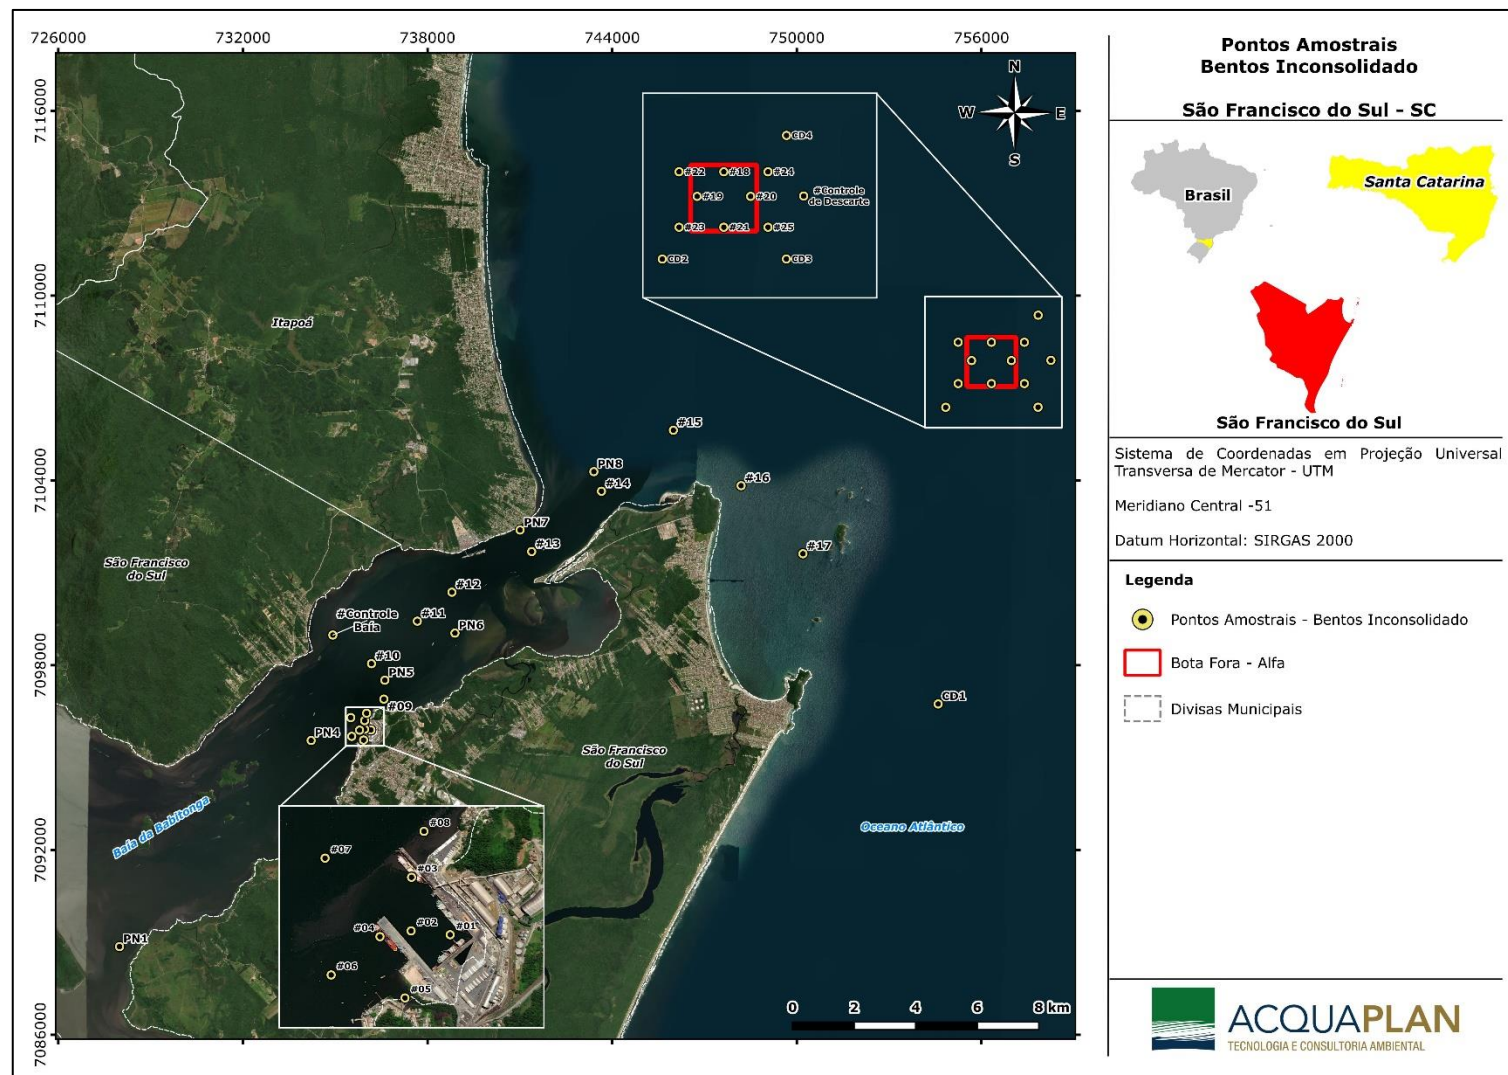 726000 732000 738000 744000 750000 756000
7116000
7110000
7104000
7098000
7092000
7086000
N
W E
S
CD4
#22 #18 #24
#19 #20 #Controle
de Descarte
#23 #21 #25
CD2 CD3
Itapoá
#15
PN8
#14
#16
PN7
#13
#17
São Francisco
do Sul
#12
#Controle
Baía
#11
PN6
#10
PN5
#09
CD1
PN4
São Francisco
do Sul
Baía da Babitonga
Oceano Atlântico
#08
#07
#03
#04 #02 #01
#06
#05
PN1
0 2 4 6 8 km
Pontos Amostrais
Bentos Inconsolidado
São Francisco do Sul - SC
Brasil
Santa Catarina
São Francisco do Sul
Sistema de Coordenadas em Projeção Universal
Transversa de Mercator - UTM
Meridiano Central -51
Datum Horizontal: SIRGAS 2000
Legenda
Pontos Amostrais - Bentos Inconsolidado
Bota Fora - Alfa
Divisas Municipais
ACQUAPLAN
TECNOLOGIA E CONSULTORIA AMBIENTAL